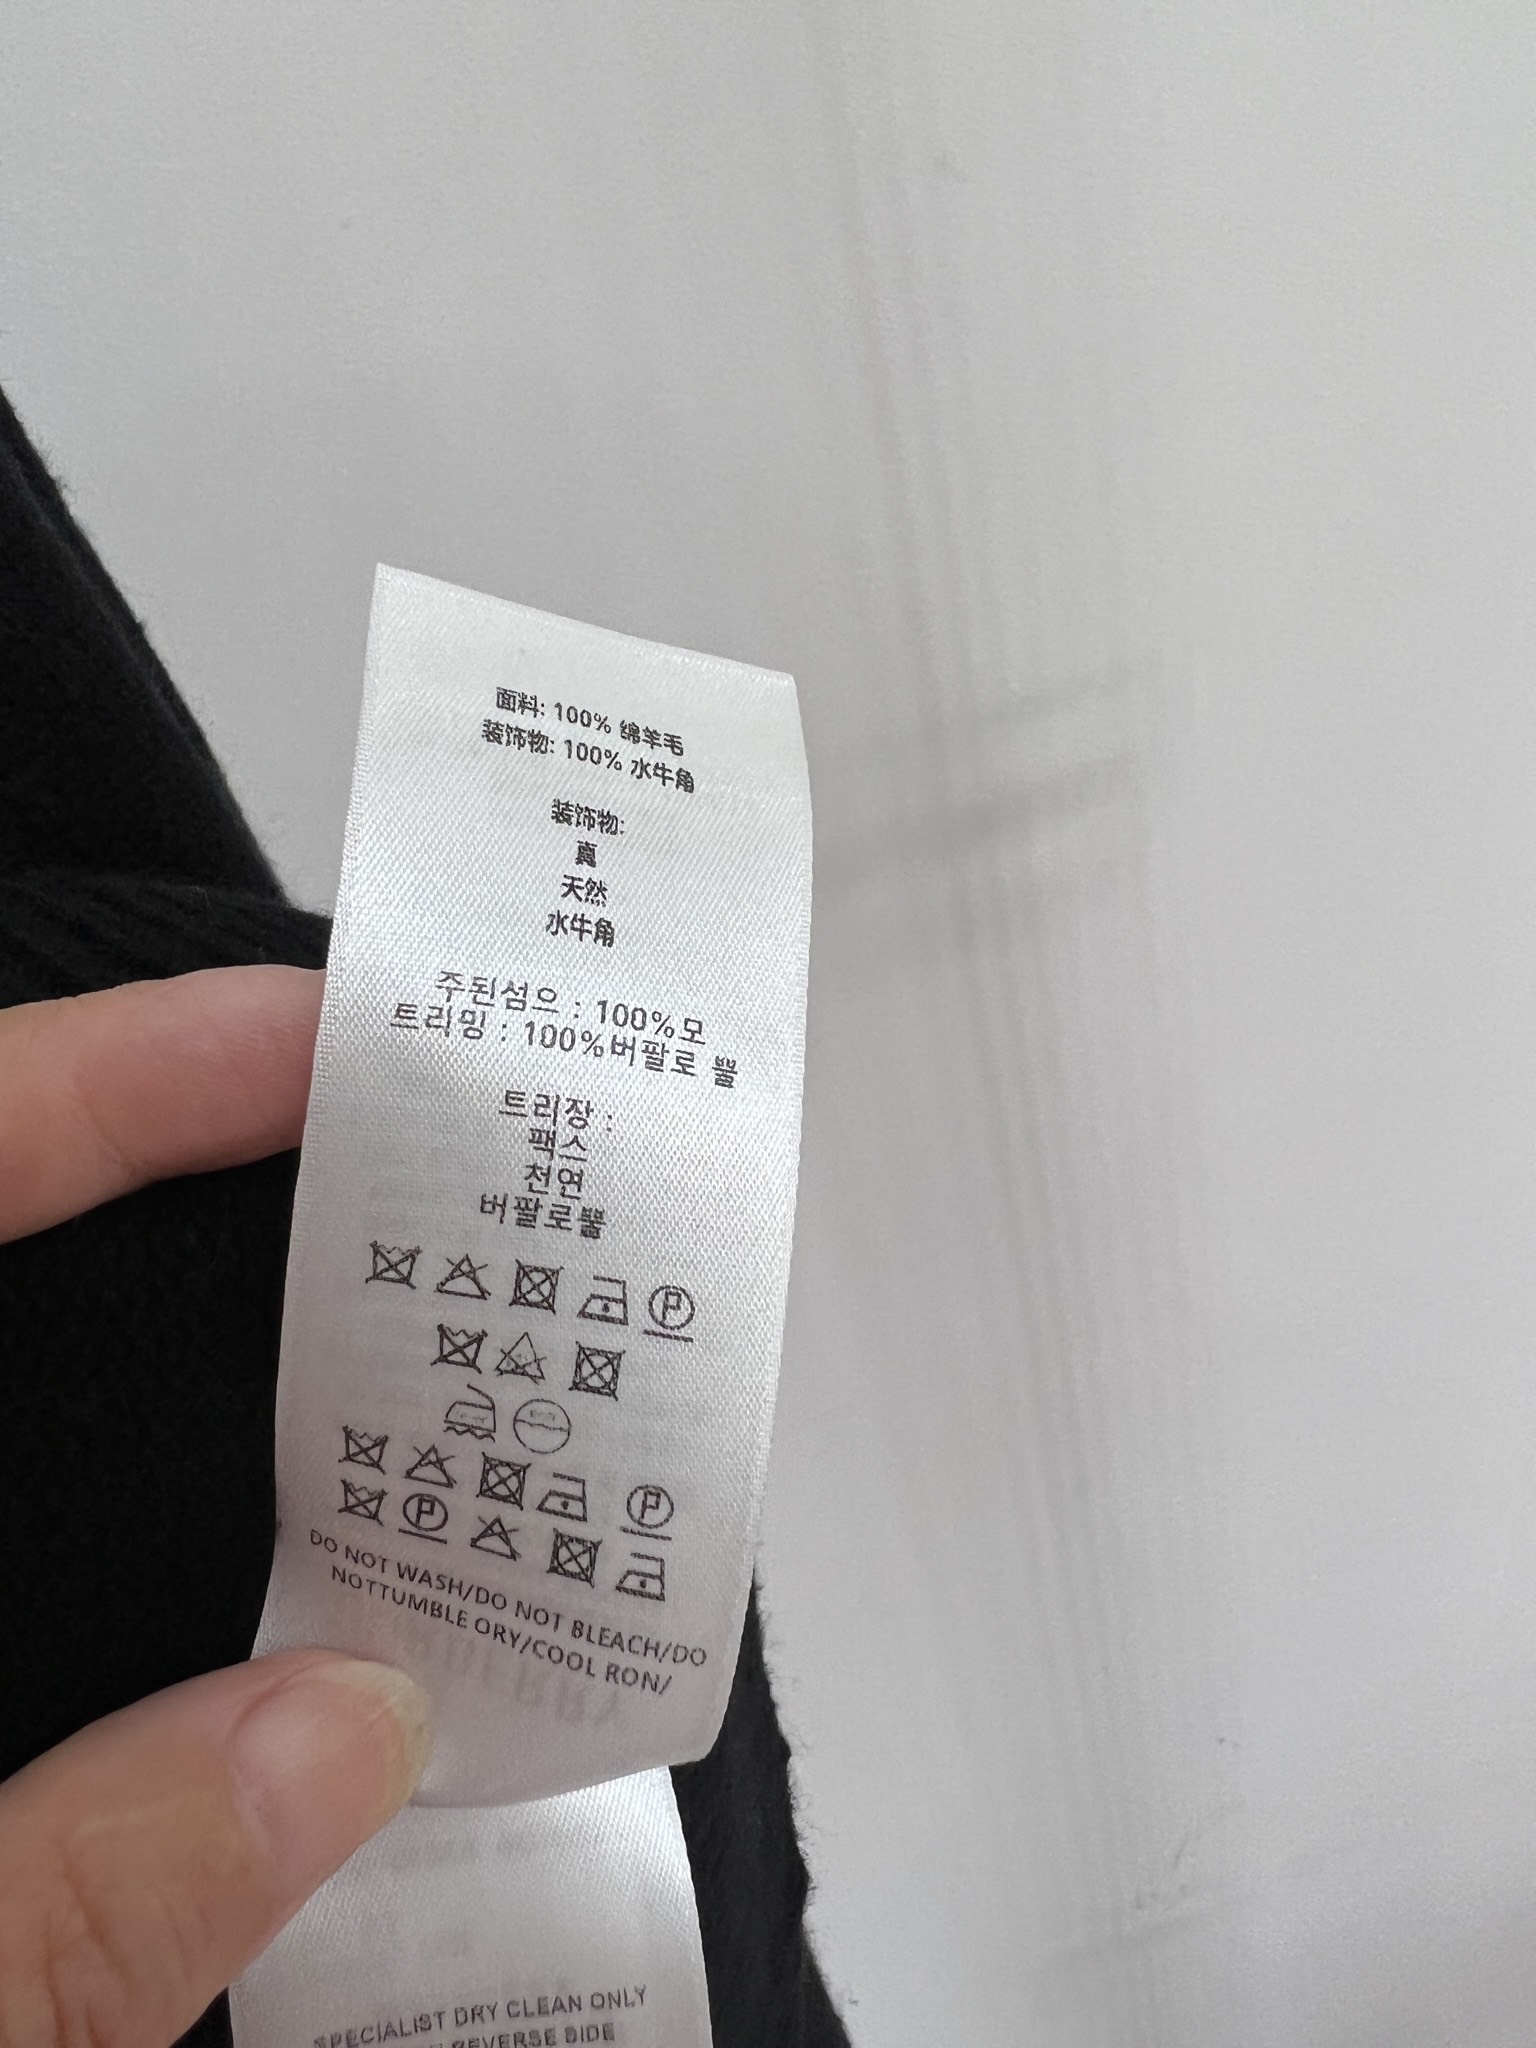 面料: 100% 绵羊毛
装饰物: 100% 水牛角
装饰物:
真
天然
水牛角
주된섬으 : 100%모
트리밍 : 100%버팔로 뿔
트리장 :
팩스
천연
버팔로뿔
P
P
P
DO NOT WASH/DO NOT BLEACH/DO
NOTTUMBLE ORY/COOL RON/
SPECIALIST DRY CLEAN ONLY
REVERSE SIDE